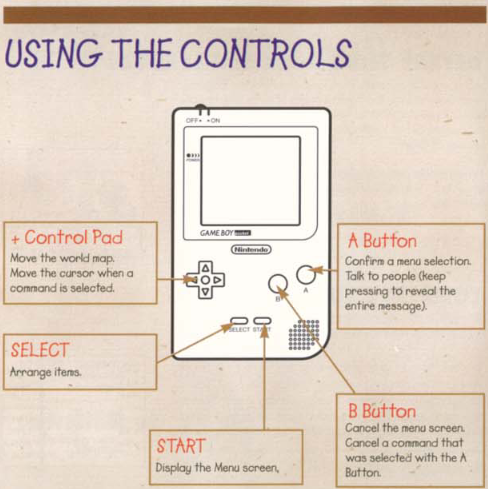 USING THE CONTROLS
OFF• •ON
POWER
GAME BOY pocket
Nintendo
A
B
SELECT START
+ Control Pad
Move the world map.
Move the cursor when a
command is selected.
SELECT
Arrange items.
START
Display the Menu screen,
A Button
Confirm a menu selection.
Talk to people (keep
pressing to reveal the
entire message).
B Button
Cancel the menu screen.
Cancel a command that
was selected with the A
Button.